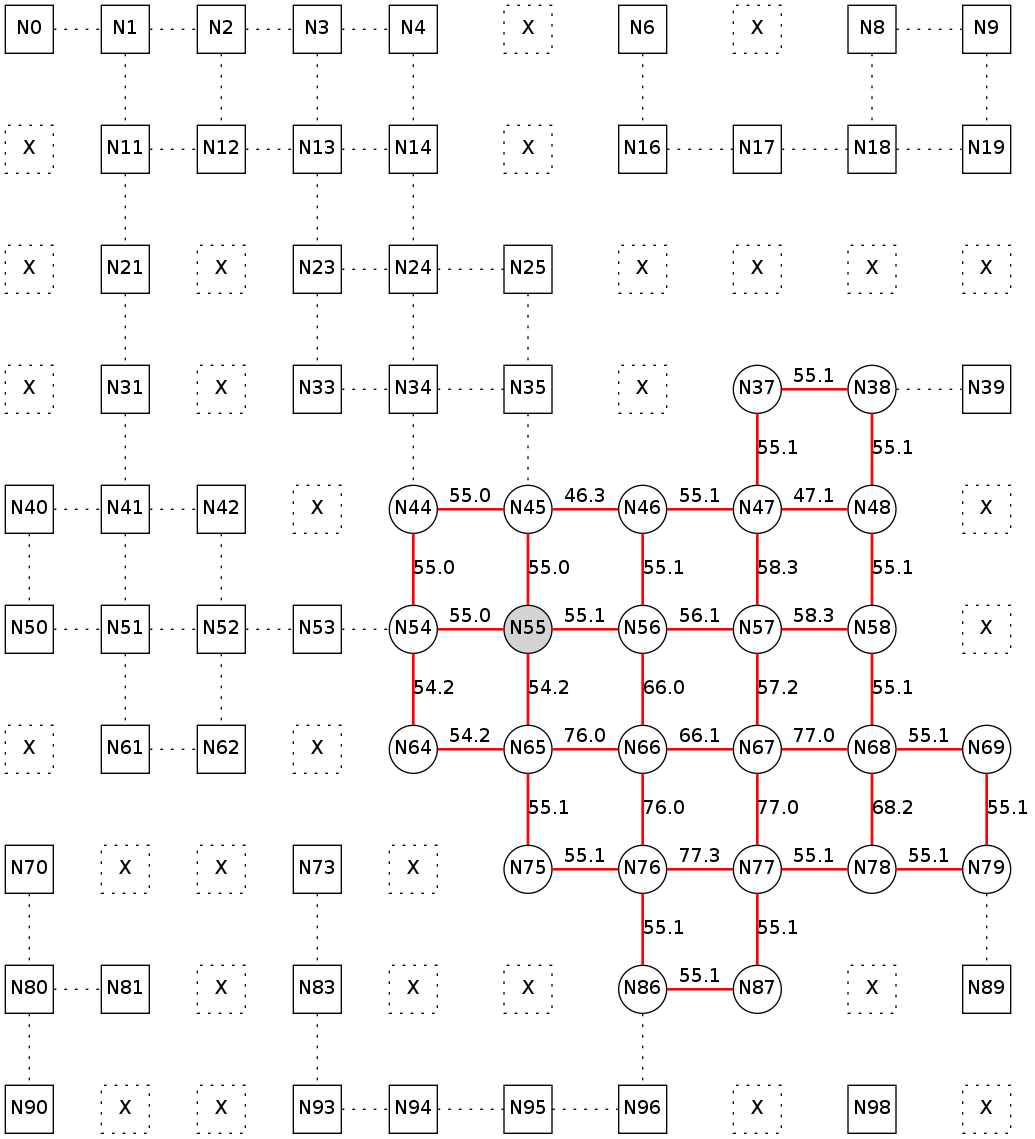 N0 N1 N2 N3 N4 X N6 X N8 N9
X N11 N12 N13 N14 X N16 N17 N18 N19
X N21 X N23 N24 N25 X X X X
55.1
X N31 X N33 N34 N35 X N37 N38 N39
55.1 55.1
55.0 46.3 55.1 47.1
N40 N41 N42 X N44 N45 N46 N47 N48 X
55.0 55.0 55.1 58.3 55.1
55.0 55.1 56.1 58.3
N50 N51 N52 N53 N54 N55 N56 N57 N58 X
54.2 54.2 66.0 57.2 55.1
54.2 76.0 66.1 77.0 55.1
X N61 N62 X N64 N65 N66 N67 N68 N69
55.1 76.0 77.0 68.2 55.1
55.1 77.3 55.1 55.1
N70 X X N73 X N75 N76 N77 N78 N79
55.1 55.1
55.1
N80 N81 X N83 X X N86 N87 X N89
N90 X X N93 N94 N95 N96 X N98 X